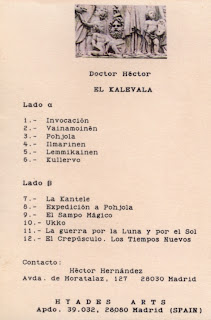 Doctor Héctor
EL KALEVALA
Lado α
1.- Invocación
2.- Vainamoinén
3.- Pohjola
4.- Ilmarinen
5.- Lemmikainen
6.- Kullervo
Lado β
7.- La Kantele
8.- Expedición a Pohjola
9.- El Sampo Mágico
10.- Ukko
11.- La guerra por la Luna y por el Sol
12.- El Crepúsculo. Los Tiempos Nuevos
Contacto:
Héctor Hernández
Avda. de Moratalaz, 127 28030 Madrid
HYADES ARTS
Apdo. 39.032, 28080 Madrid (SPAIN)